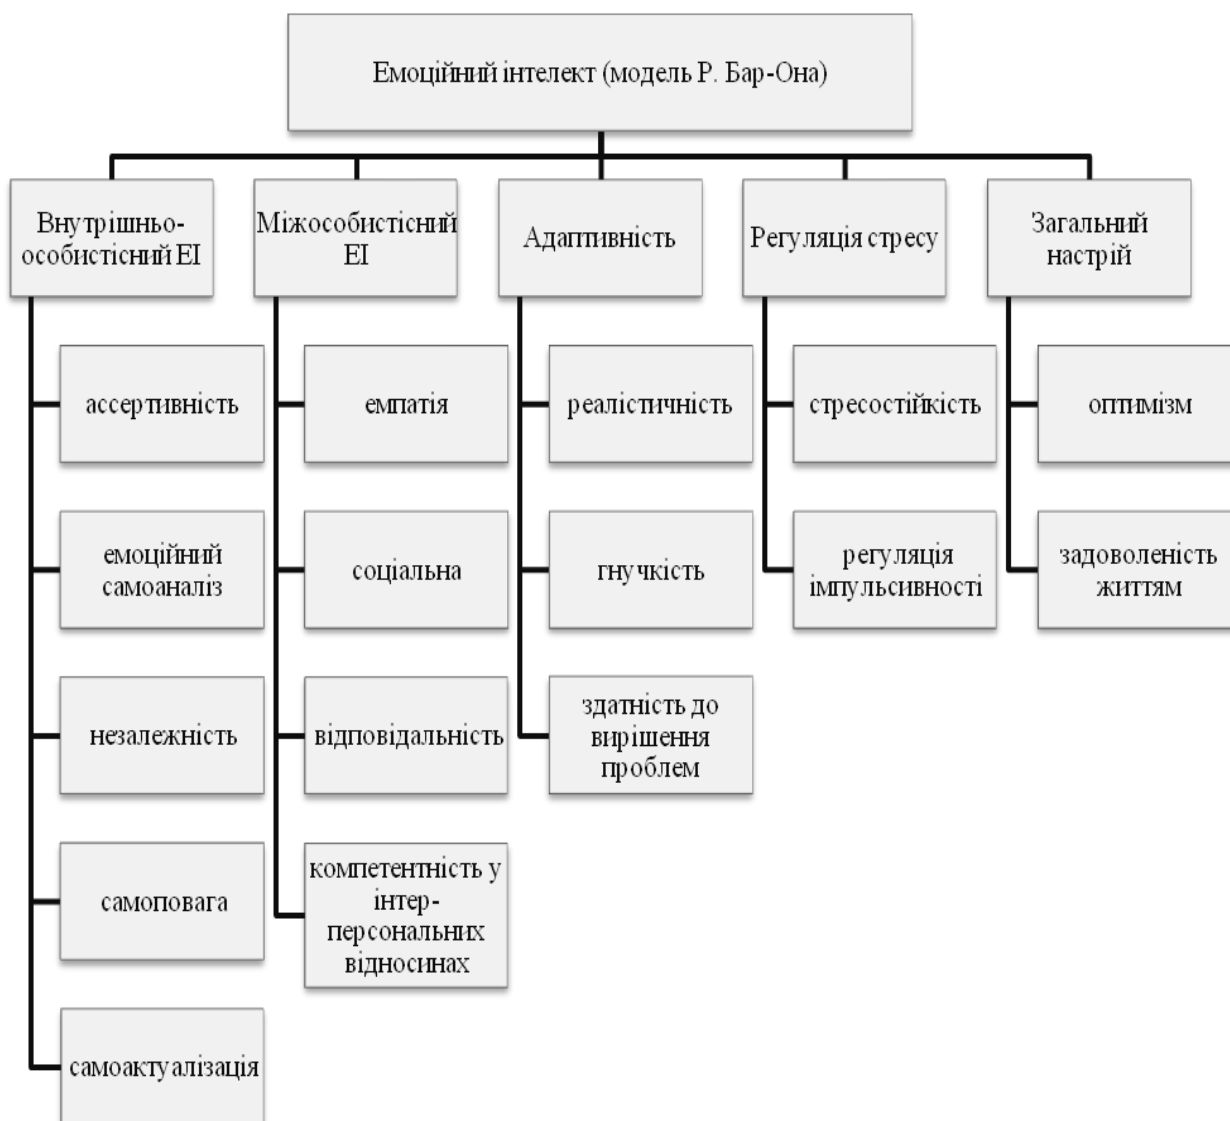 Емоційний інтелект (модель Р. Бар-Она)
Внутрішньо-
особистісний ЕІ
Міжособистісний
ЕІ
Адаптивність
Регуляція стресу
Загальний
настрій
ассертивність
емоційний
самоаналіз
незалежність
самоповага
самоактуалізація
емпатія
соціальна
відповідальність
компетентність у
інтер-
персональних
відносинах
реалістичність
гнучкість
здатність до
вирішення
проблем
стресостійкість
регуляція
імпульсивності
оптимізм
задоволеність
життям